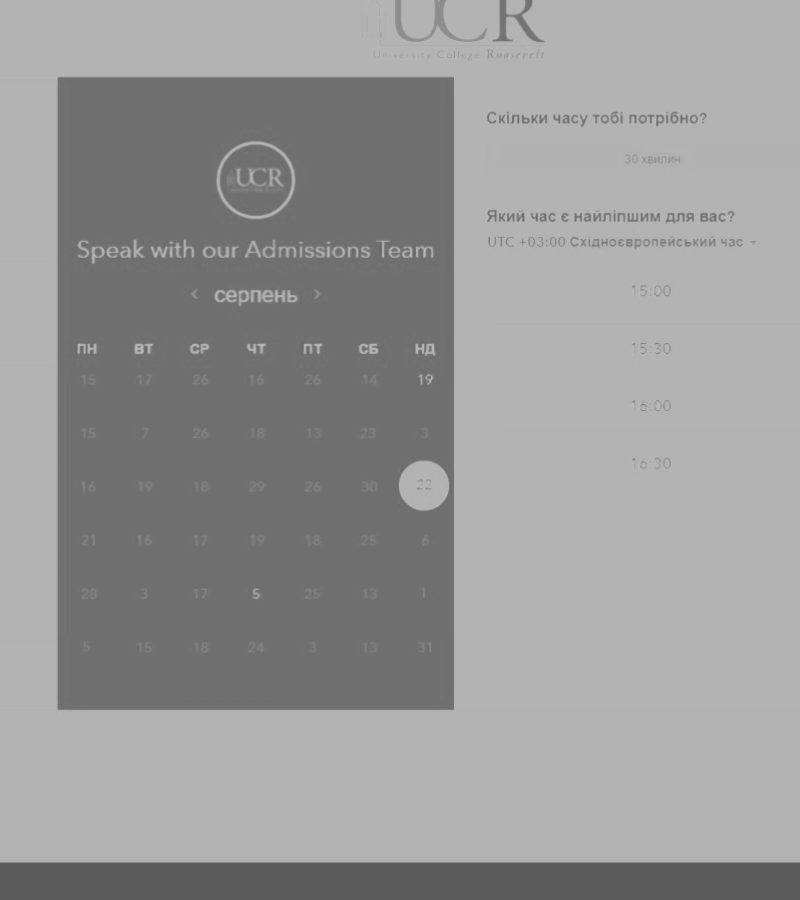 UCR
University College Roosevelt
UCR
Speak with our Admissions Team
‹ серпень ›
ПН ВТ СР ЧТ ПТ СБ НД
15 17 26 16 26 14 19
15 7 26 18 13 23 3
16 19 18 29 26 30 22
21 16 17 19 18 25 6
28 3 17 5 25 13 1
5 15 18 24 3 13 31
Скільки часу тобі потрібно?
30 хвилин
Який час є найліпшим для вас?
UTC +03:00 Східноєвропейський час
15:00
15:30
16:00
16:30